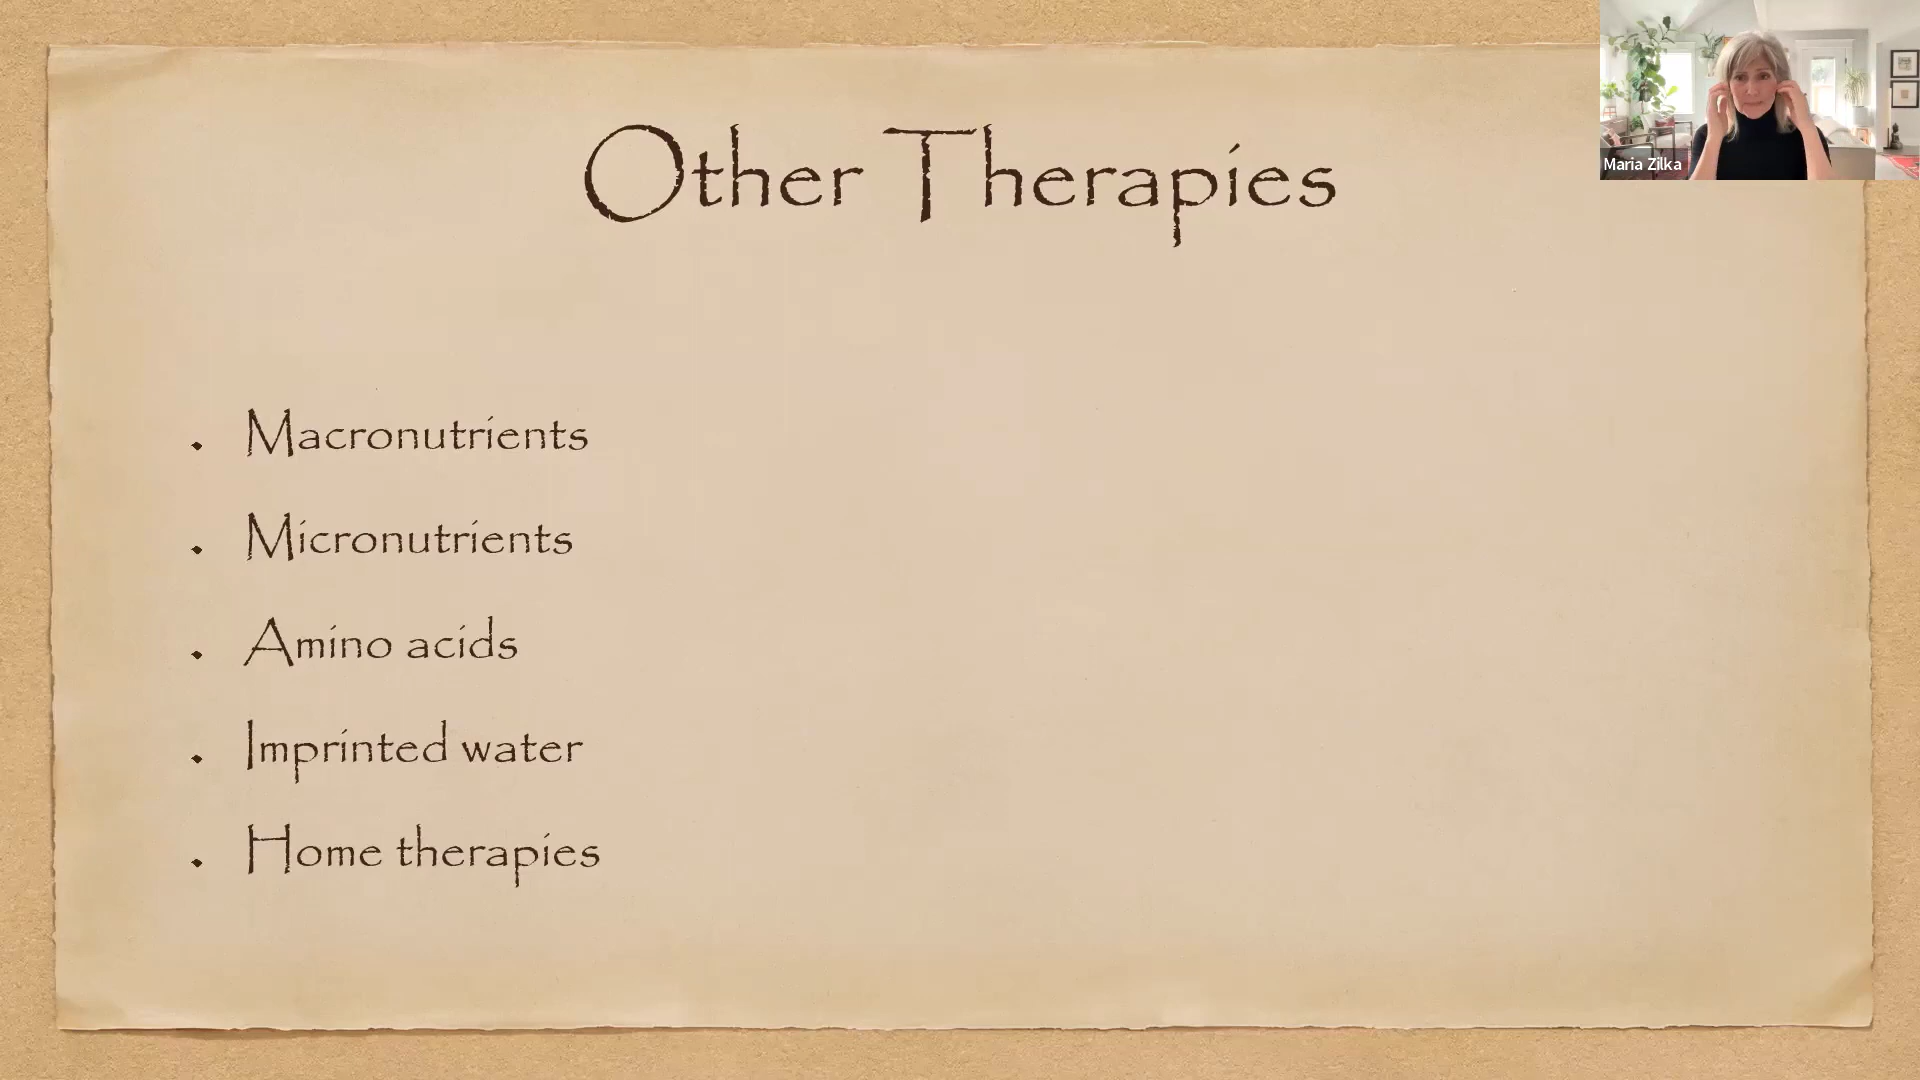 Other Therapies
Maria Zilka
• Macronutrients
• Micronutrients
• Amino acids
• Imprinted water
• Home therapies